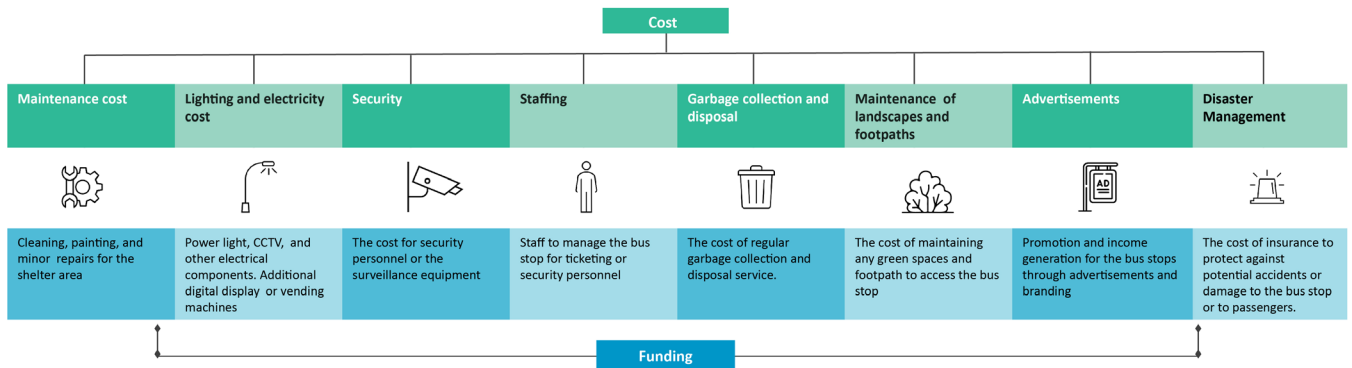 Cost
Maintenance cost
Lighting and electricity
cost
Security
Staffing
Garbage collection and
disposal
Maintenance of
landscapes and
footpaths
Advertisements
Disaster
Management
AD
Cleaning, painting, and
minor repairs for the
shelter area
Power light, CCTV, and
other electrical
components. Additional
digital display or vending
machines
The cost for security
personnel or the
surveillance equipment
Staff to manage the bus
stop for ticketing or
security personnel
The cost of regular
garbage collection and
disposal service.
The cost of maintaining
any green spaces and
footpath to access the bus
stop
Promotion and income
generation for the bus stops
through advertisements and
branding
The cost of insurance to
protect against
potential accidents or
damage to the bus stop
or to passengers.
Funding